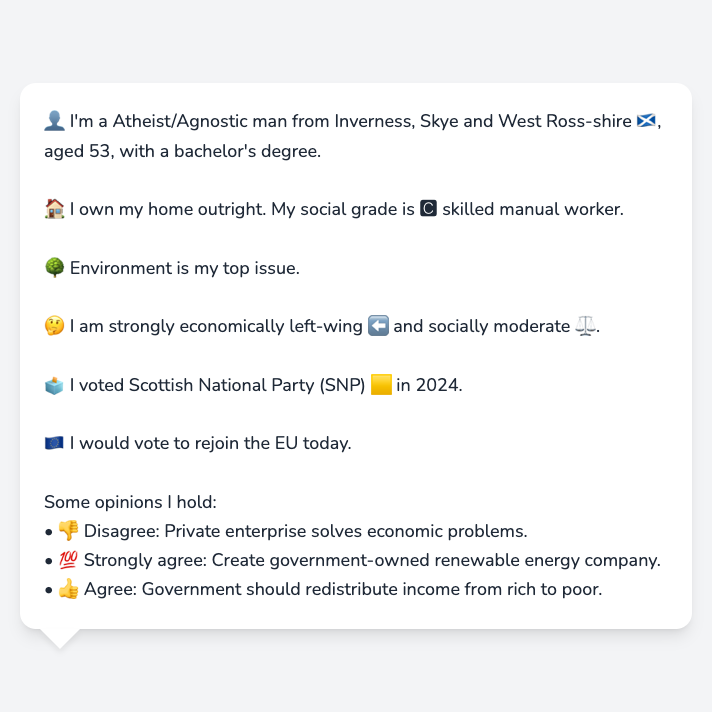 👤 I'm a Atheist/Agnostic man from Inverness, Skye and West Ross-shire 🏴󠁧󠁢󠁳󠁣󠁴󠁿,
aged 53, with a bachelor's degree.
🏠 I own my home outright. My social grade is 🅲 skilled manual worker.
🌳 Environment is my top issue.
🤔 I am strongly economically left-wing ⬅️ and socially moderate ⚖️.
🗳️ I voted Scottish National Party (SNP) 🟨 in 2024.
🇪🇺 I would vote to rejoin the EU today.
Some opinions I hold:
• 👎 Disagree: Private enterprise solves economic problems.
• 💯 Strongly agree: Create government-owned renewable energy company.
• 👍 Agree: Government should redistribute income from rich to poor.